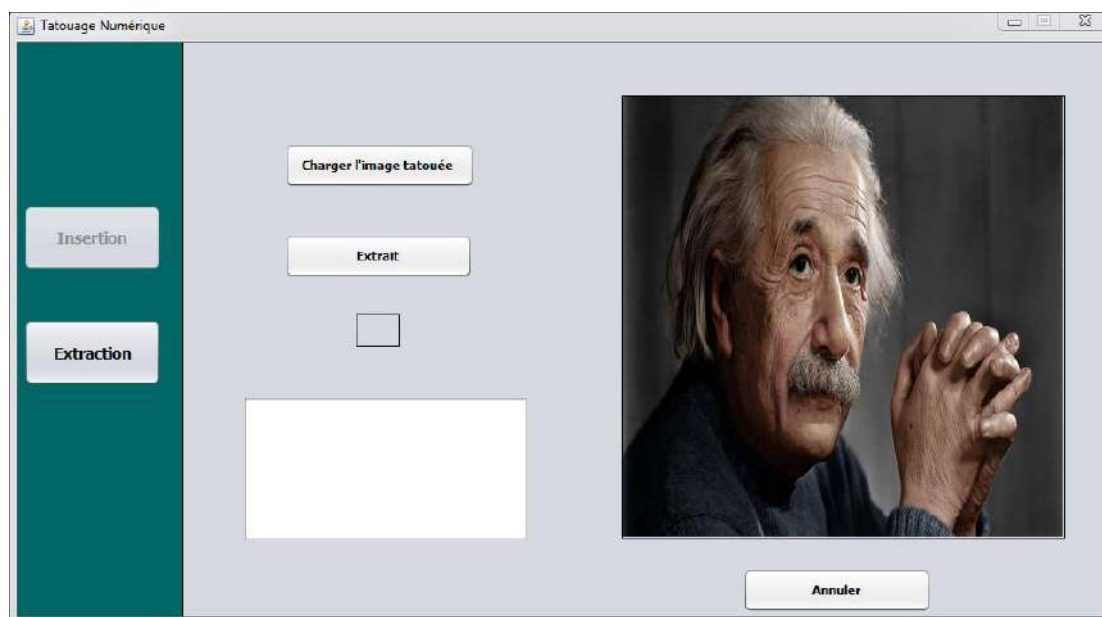 Tatouage Numérique
Charger l'image tatouée
Insertion
Extrait
Extraction
Annuler